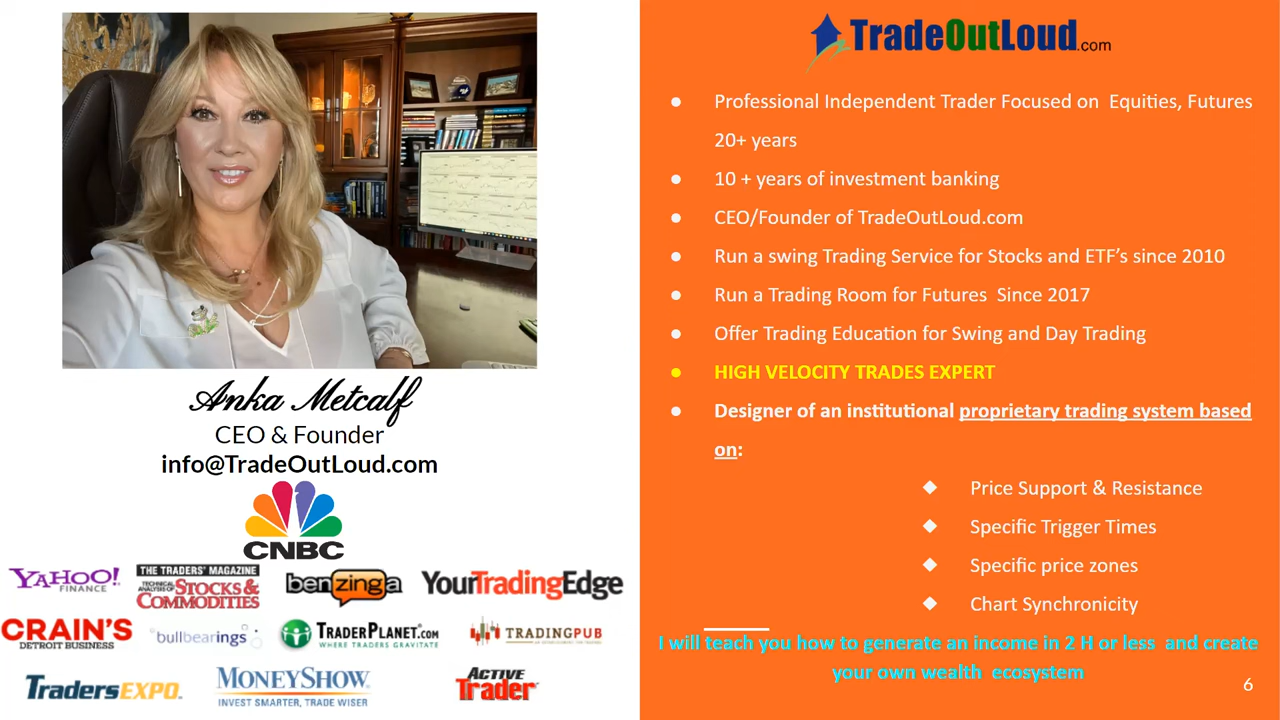 Anka Metcalf
CEO & Founder
info@TradeOutLoud.com
CNBC
YAHOO!
FINANCE
THE TRADERS' MAGAZINE
TECHNICAL ANALYSIS OF
STOCKS &
COMMODITIES
benzinga
YourTradingEdge
CRAIN'S
DETROIT BUSINESS
bullbearings
TRADERPLANET.COM
WHERE TRADERS GRAVITATE
TRADINGPUB
TradersEXPO.
MONEYSHOW
INVEST SMARTER, TRADE WISER
ACTIVE
Trader
TradeOutLoud.com
● Professional Independent Trader Focused on  Equities, Futures
20+ years
● 10 + years of investment banking
● CEO/Founder of TradeOutLoud.com
● Run a swing Trading Service for Stocks and ETF's since 2010
● Run a Trading Room for Futures  Since 2017
● Offer Trading Education for Swing and Day Trading
● HIGH VELOCITY TRADES EXPERT
● Designer of an institutional proprietary trading system based
on:
◆ Price Support & Resistance
◆ Specific Trigger Times
◆ Specific price zones
◆ Chart Synchronicity
I will teach you how to generate an income in 2 H or less  and create
your own wealth  ecosystem
6